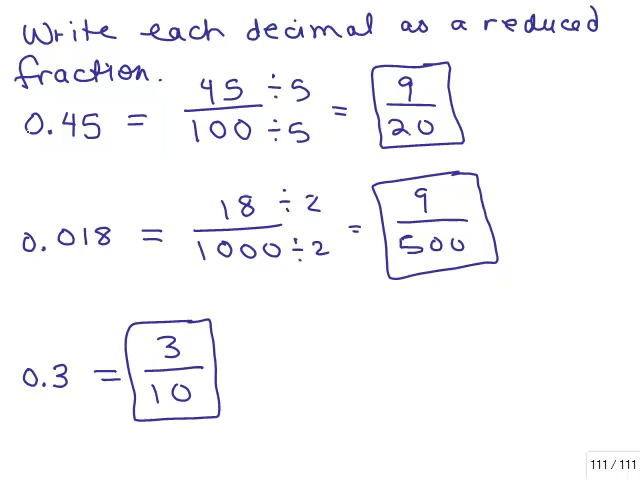 Write each decimal as a reduced
fraction.
0.45 = 45 ÷5 / 100 ÷5 = 9/20
0.018 = 18 ÷2 / 1000 ÷2 = 9/500
0.3 = 3/10
111 / 111